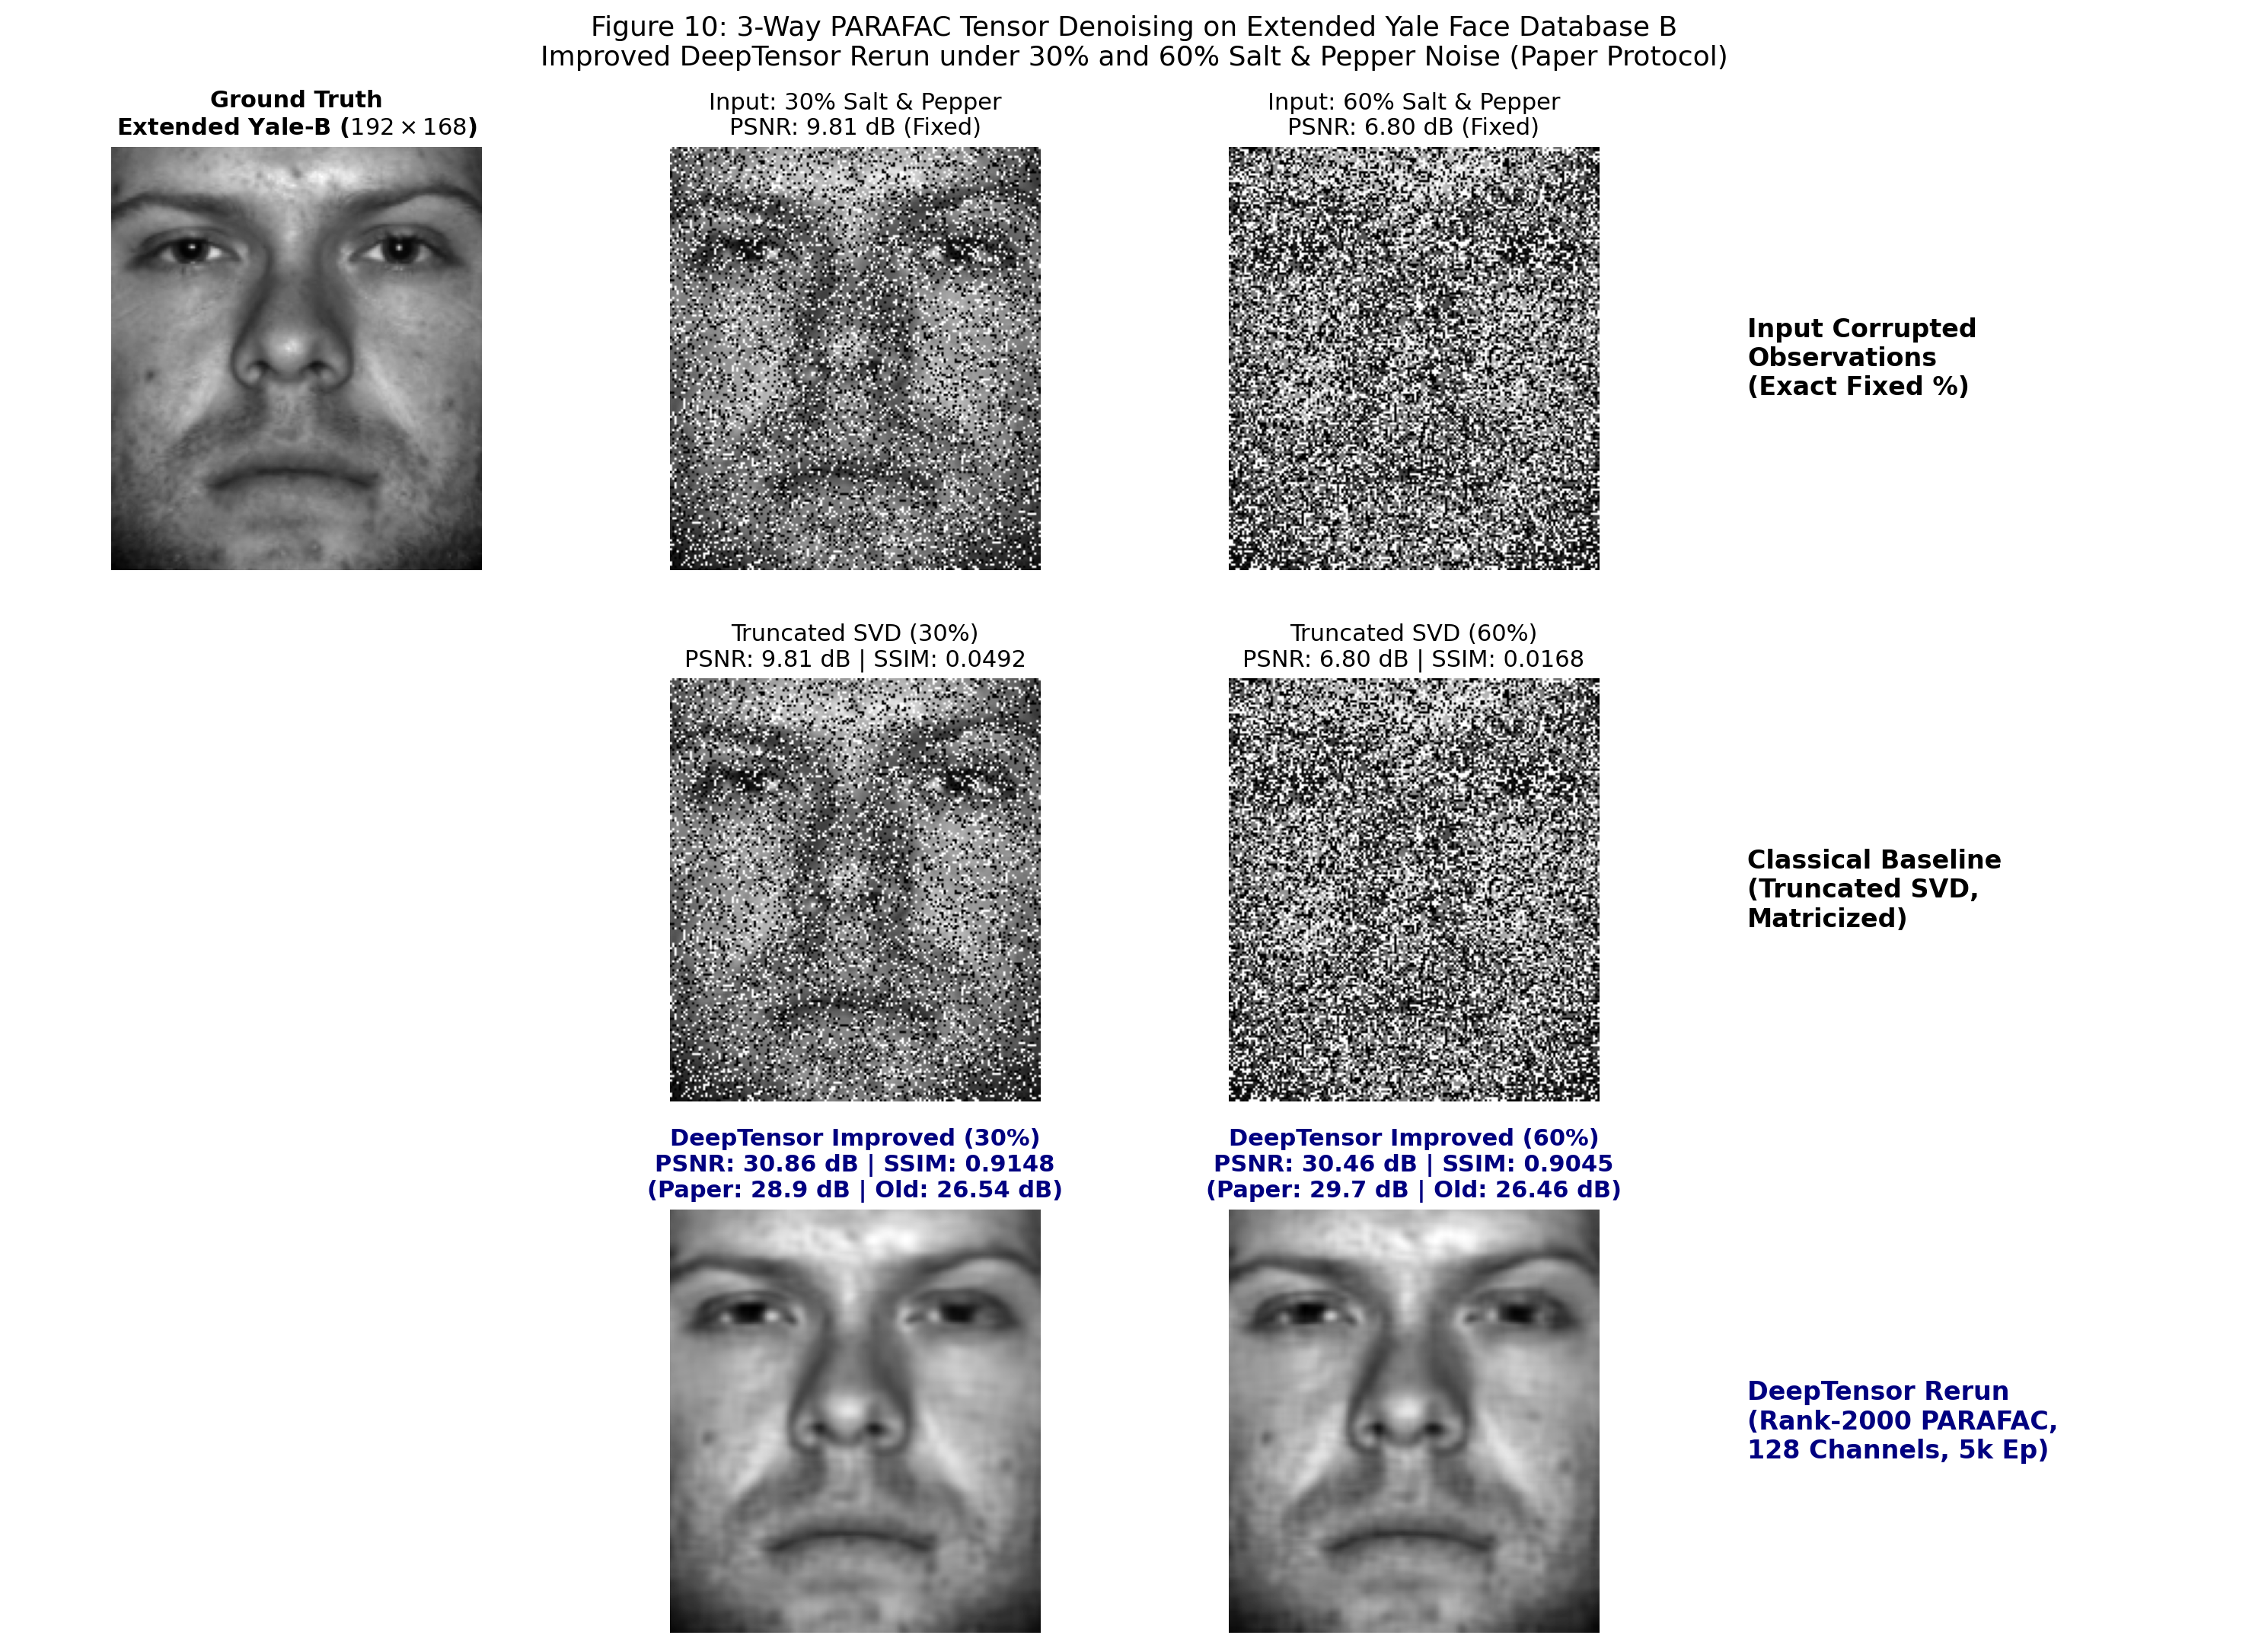 Figure 10: 3-Way PARAFAC Tensor Denoising on Extended Yale Face Database B
Improved DeepTensor Rerun under 30% and 60% Salt & Pepper Noise (Paper Protocol)
Ground Truth
Extended Yale-B (192 × 168)
Input: 30% Salt & Pepper
PSNR: 9.81 dB (Fixed)
Input: 60% Salt & Pepper
PSNR: 6.80 dB (Fixed)
Input Corrupted
Observations
(Exact Fixed %)
Truncated SVD (30%)
PSNR: 9.81 dB | SSIM: 0.0492
Truncated SVD (60%)
PSNR: 6.80 dB | SSIM: 0.0168
Classical Baseline
(Truncated SVD,
Matricized)
DeepTensor Improved (30%)
PSNR: 30.86 dB | SSIM: 0.9148
(Paper: 28.9 dB | Old: 26.54 dB)
DeepTensor Improved (60%)
PSNR: 30.46 dB | SSIM: 0.9045
(Paper: 29.7 dB | Old: 26.46 dB)
DeepTensor Rerun
(Rank-2000 PARAFAC,
128 Channels, 5k Ep)